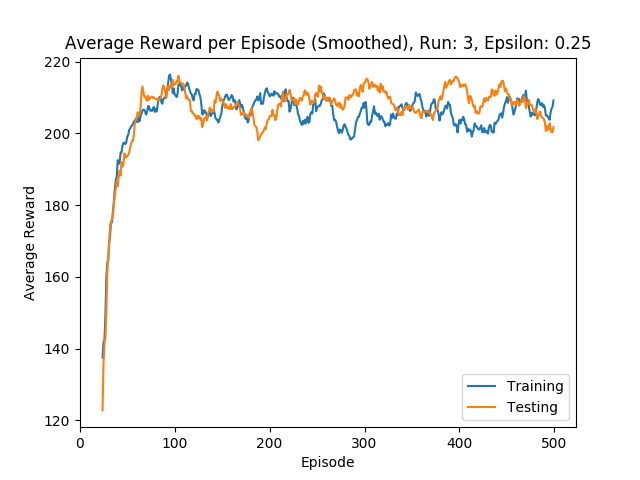 Average Reward per Episode (Smoothed), Run: 3, Epsilon: 0.25
220
200
180
160
140
120
Average Reward
0
100
200
300
400
500
Episode
Training
Testing